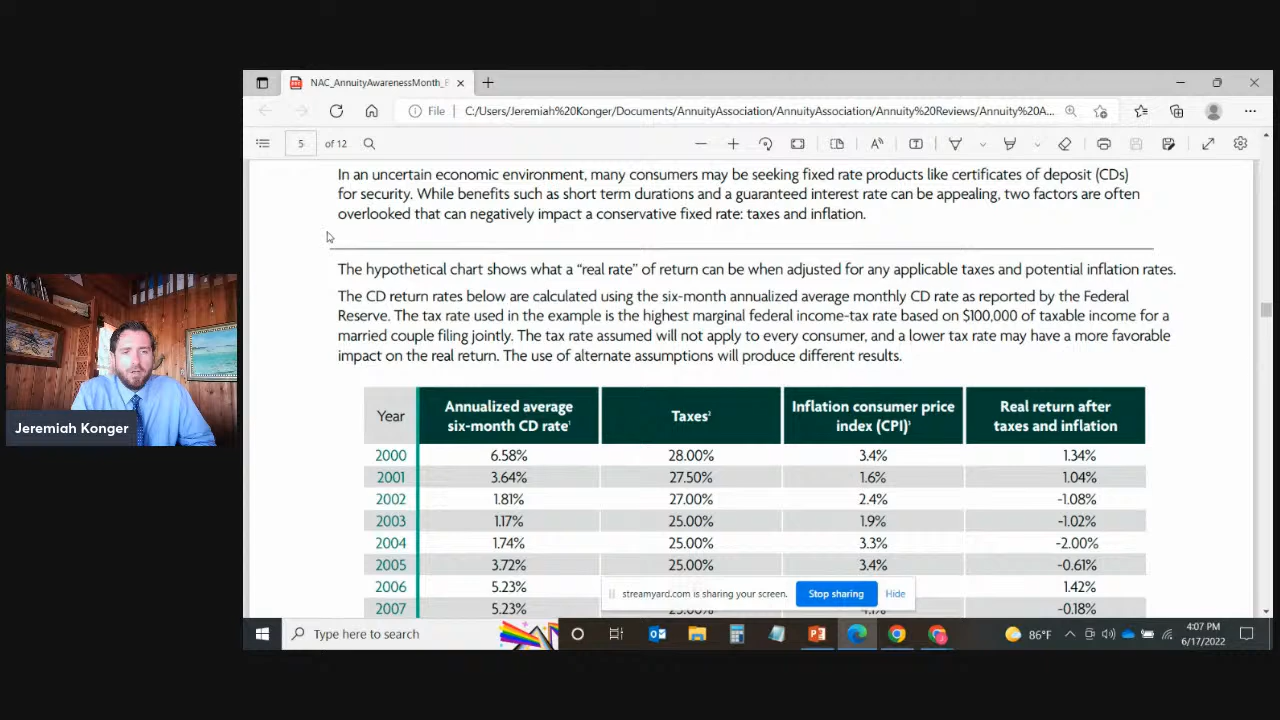 NAC_AnnuityAwarenessMonth_E
File C:/Users/Jeremiah%20Konger/Documents/AnnuityAssociation/AnnuityAssociation/Annuity%20Reviews/Annuity%20A...
5 of 12
In an uncertain economic environment, many consumers may be seeking fixed rate products like certificates of deposit (CDs)
for security. While benefits such as short term durations and a guaranteed interest rate can be appealing, two factors are often
overlooked that can negatively impact a conservative fixed rate: taxes and inflation.
The hypothetical chart shows what a “real rate” of return can be when adjusted for any applicable taxes and potential inflation rates.
The CD return rates below are calculated using the six-month annualized average monthly CD rate as reported by the Federal
Reserve. The tax rate used in the example is the highest marginal federal income-tax rate based on $100,000 of taxable income for a
married couple filing jointly. The tax rate assumed will not apply to every consumer, and a lower tax rate may have a more favorable
impact on the real return. The use of alternate assumptions will produce different results.
Year Annualized average six-month CD rate¹ Taxes² Inflation consumer price index (CPI)³ Real return after taxes and inflation
2000 6.58% 28.00% 3.4% 1.34%
2001 3.64% 27.50% 1.6% 1.04%
2002 1.81% 27.00% 2.4% -1.08%
2003 1.17% 25.00% 1.9% -1.02%
2004 1.74% 25.00% 3.3% -2.00%
2005 3.72% 25.00% 3.4% -0.61%
2006 5.23% 1.42%
2007 5.23% -0.18%
streamyard.com is sharing your screen. Stop sharing Hide
Jeremiah Konger
Type here to search
86°F
4:07 PM
6/17/2022